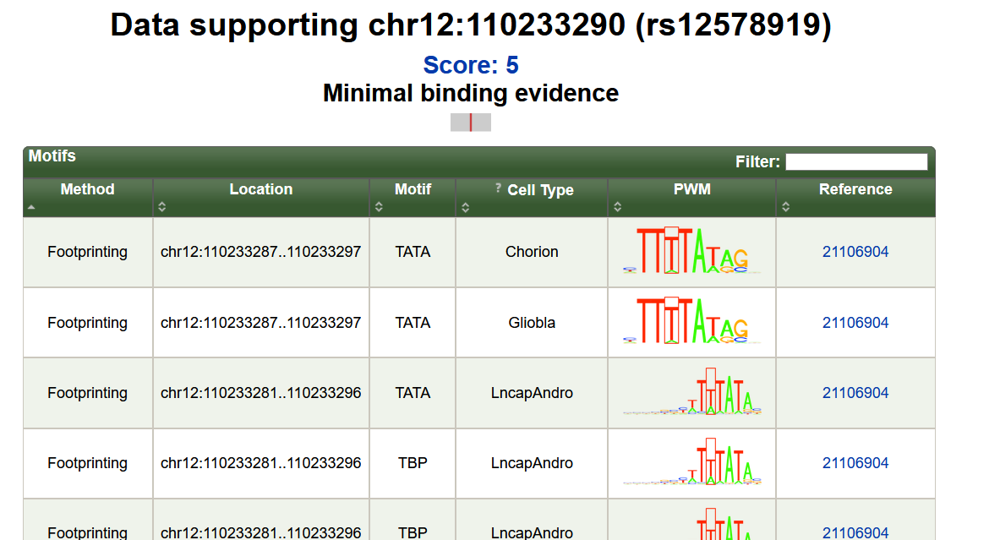 Data supporting chr12:110233290 (rs12578919)
Score: 5
Minimal binding evidence
Motifs Filter:
Method Location Motif ? Cell Type PWM Reference
Footprinting chr12:110233287..110233297 TATA Chorion 21106904
Footprinting chr12:110233287..110233297 TATA Gliobla 21106904
Footprinting chr12:110233281..110233296 TATA LncapAndro 21106904
Footprinting chr12:110233281..110233296 TBP LncapAndro 21106904
Footprinting chr12:110233281..110233296 TBP LncapAndro 21106904